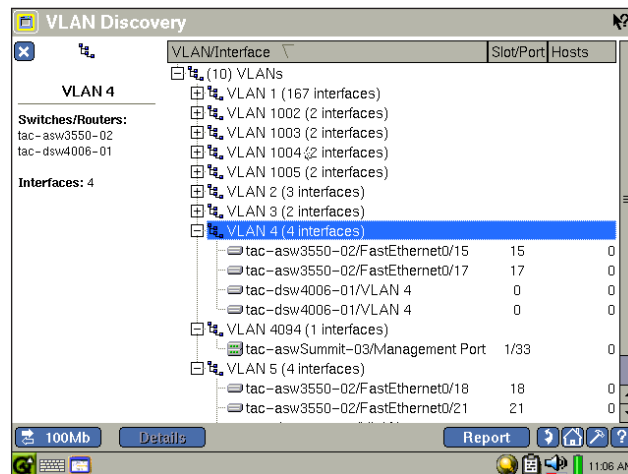 VLAN Discovery
VLAN 4
Switches/Routers:
tac-asw3550-02
tac-dsw4006-01
Interfaces: 4
VLAN/Interface Slot/Port Hosts
(10) VLANs
VLAN 1 (167 interfaces)
VLAN 1002 (2 interfaces)
VLAN 1003 (2 interfaces)
VLAN 1004 (2 interfaces)
VLAN 1005 (2 interfaces)
VLAN 2 (3 interfaces)
VLAN 3 (2 interfaces)
VLAN 4 (4 interfaces)
tac-asw3550-02/FastEthernet0/15 15 0
tac-asw3550-02/FastEthernet0/17 17 0
tac-dsw4006-01/VLAN 4 0 0
tac-dsw4006-01/VLAN 4 0 0
VLAN 4094 (1 interfaces)
tac-aswSummit-03/Management Port 1/33 0
VLAN 5 (4 interfaces)
tac-asw3550-02/FastEthernet0/18 18 0
tac-asw3550-02/FastEthernet0/21 21 0
100Mb Details Report ?
11:06 AM